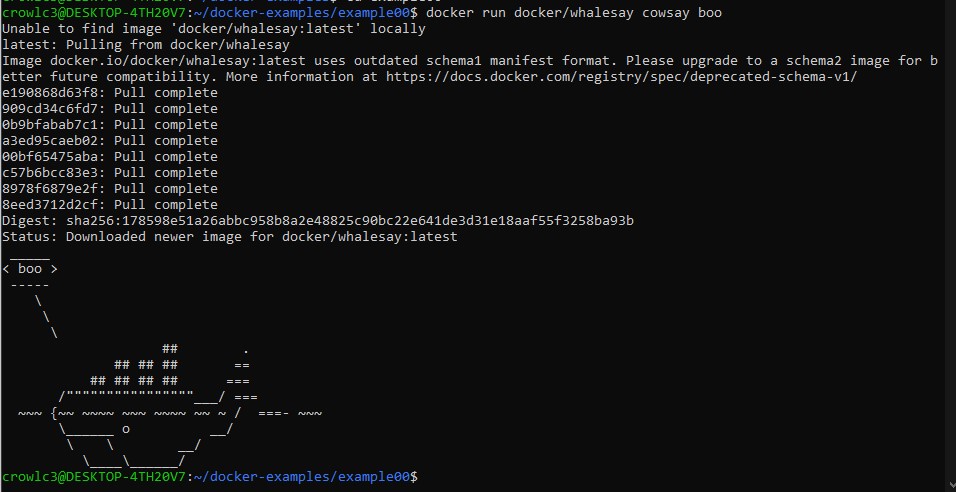 crowlc3@DESKTOP-4TH20V7:~/docker-examples/example00$ docker run docker/whalesay cowsay boo
Unable to find image 'docker/whalesay:latest' locally
latest: Pulling from docker/whalesay
Image docker.io/docker/whalesay:latest uses outdated schema1 manifest format. Please upgrade to a schema2 image for b
etter future compatibility. More information at https://docs.docker.com/registry/spec/deprecated-schema-v1/
e190868d63f8: Pull complete
909cd34c6fd7: Pull complete
0b9bfabab7c1: Pull complete
a3ed95caeb02: Pull complete
00bf65475aba: Pull complete
c57b6bcc83e3: Pull complete
8978f6879e2f: Pull complete
8eed3712d2cf: Pull complete
Digest: sha256:178598e51a26abbc958b8a2e48825c90bc22e641de3d31e18aaf55f3258ba93b
Status: Downloaded newer image for docker/whalesay:latest
 _____
< boo >
 -----
    \
     \
      \
                    ##        .
              ## ## ##       ==
           ## ## ## ##      ===
       /""""""""""""""""___/ ===
  ~~~ {~~ ~~~~ ~~~ ~~~~ ~~ ~ /  ===- ~~~
       \______ o          __/
        \    \        __/
          \____\______/
crowlc3@DESKTOP-4TH20V7:~/docker-examples/example00$